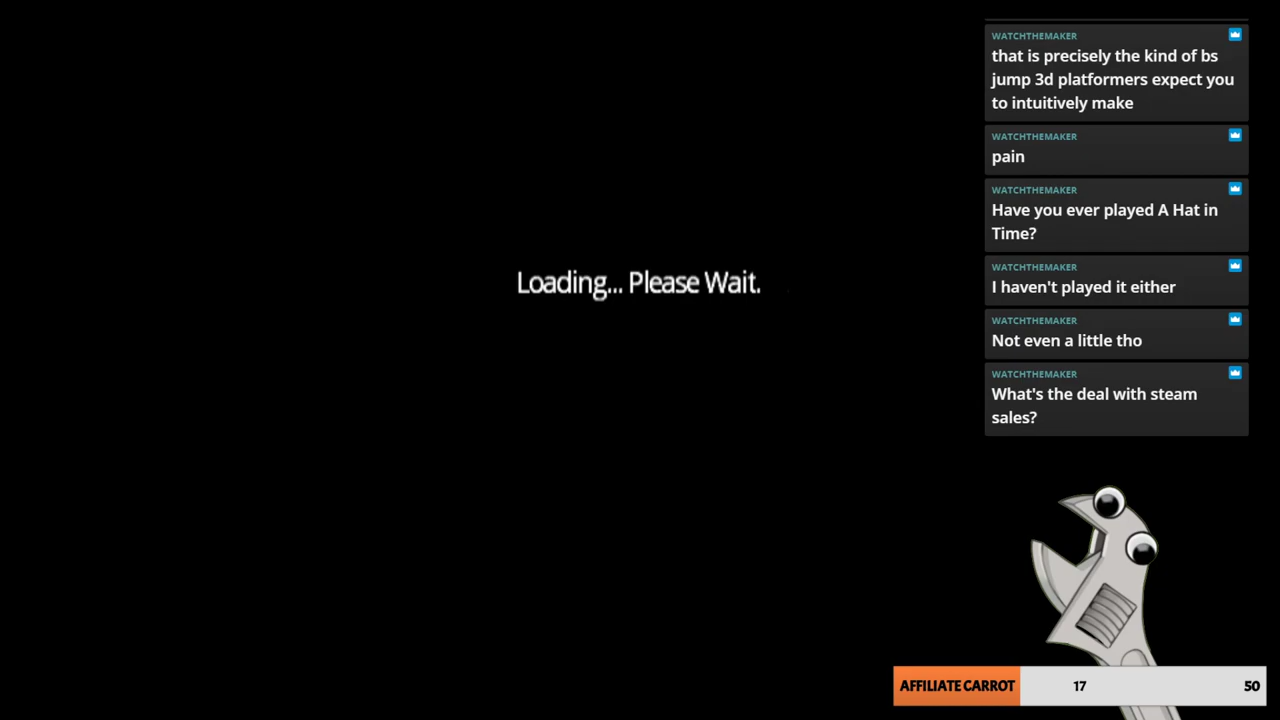 WATCHTHEMAKER
that is precisely the kind of bs
jump 3d platformers expect you
to intuitively make
WATCHTHEMAKER
pain
WATCHTHEMAKER
Have you ever played A Hat in
Time?
WATCHTHEMAKER
I haven't played it either
WATCHTHEMAKER
Not even a little tho
WATCHTHEMAKER
What's the deal with steam
sales?
Loading... Please Wait.
AFFILIATE CARROT 17 50